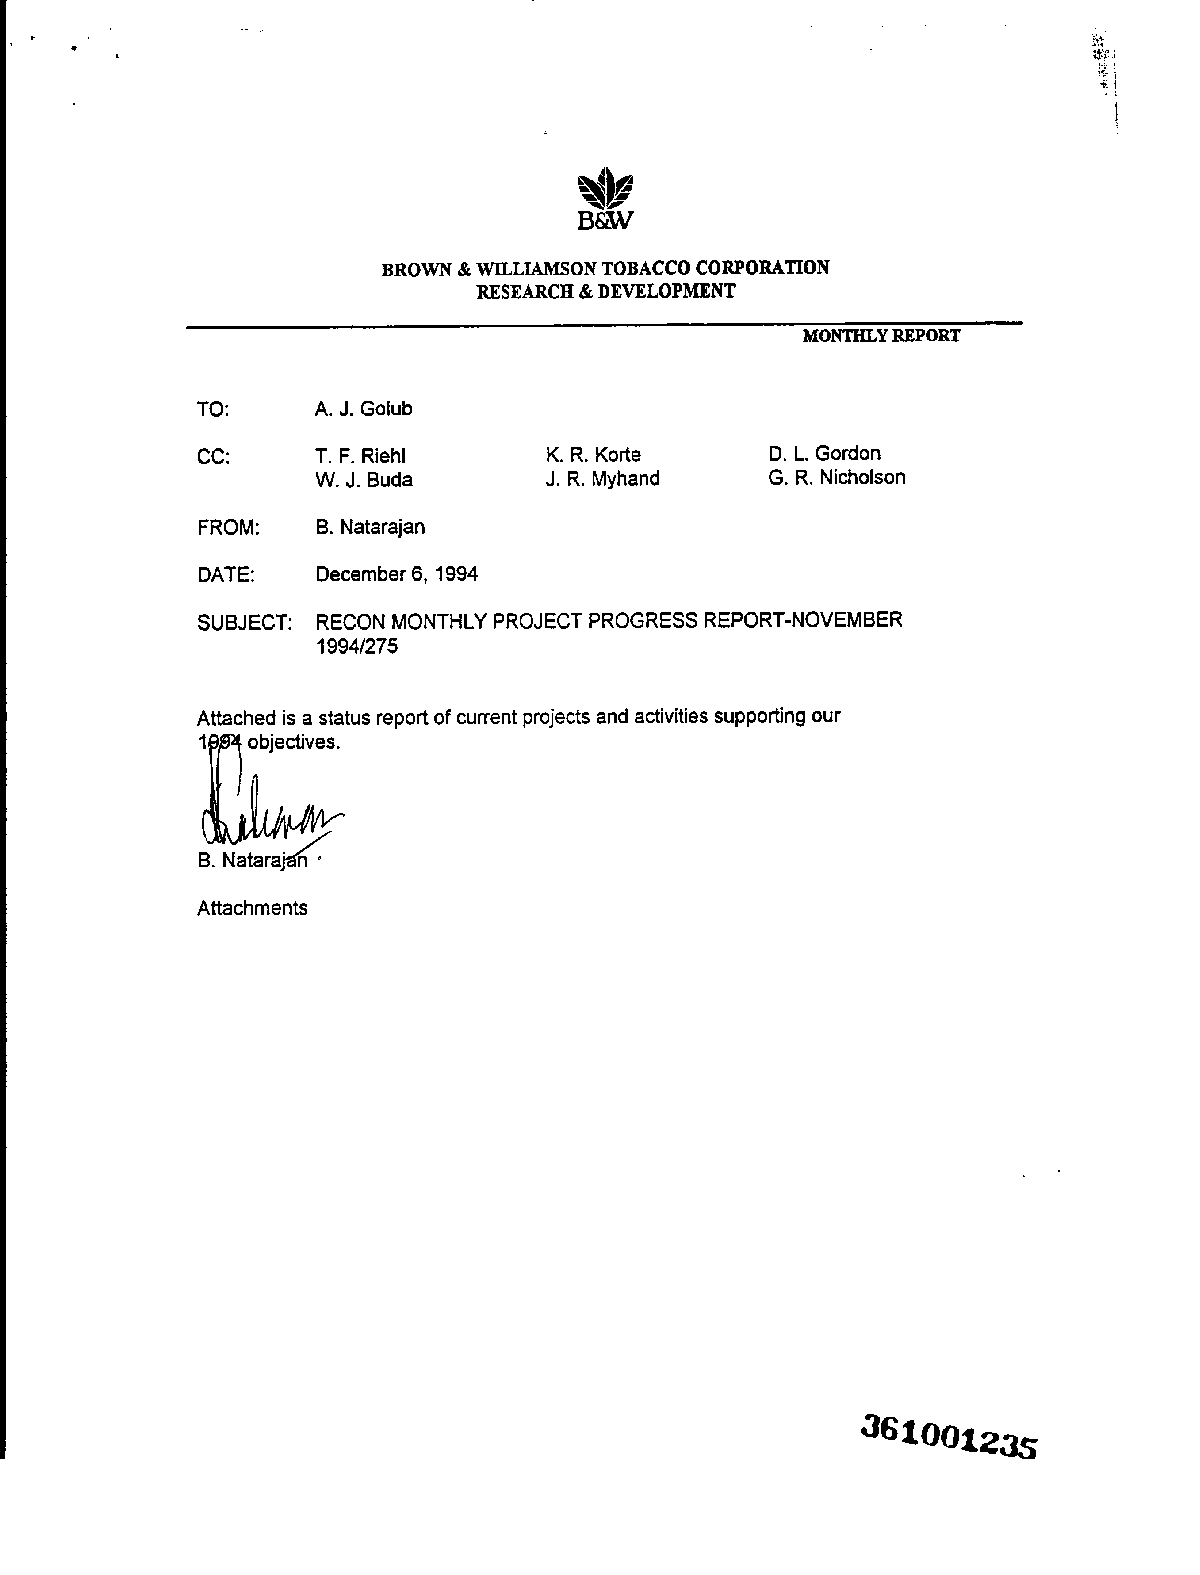 B&W
BROWN & WILLIAMSON TOBACCO CORPORATION
RESEARCH & DEVELOPMENT
MONTHLY REPORT
TO: A. J. Golub
CC: T. F. Riehl K. R. Korte D. L. Gordon
W. J. Buda J. R. Myhand G. R. Nicholson
FROM: B. Natarajan
DATE: December 6, 1994
SUBJECT: RECON MONTHLY PROJECT PROGRESS REPORT-NOVEMBER
1994/275
Attached is a status report of current projects and activities supporting our
1994 objectives.
B. Natarajan
Attachments
361001235